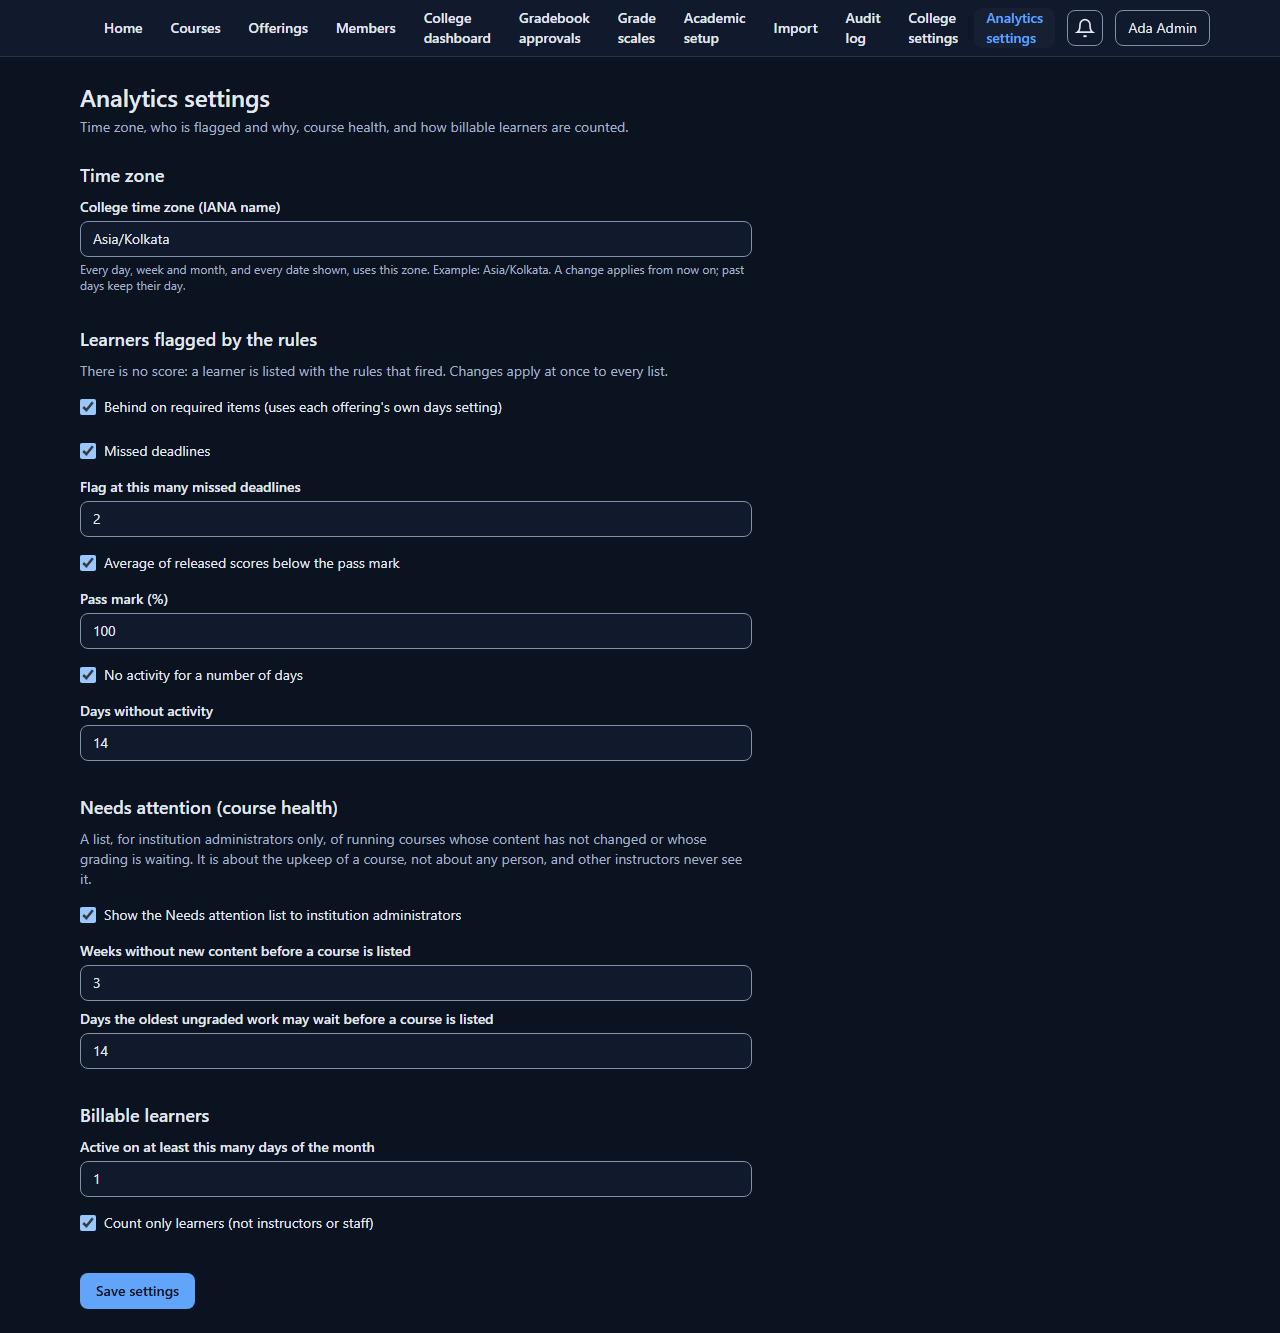 Home
Courses
Offerings
Members
College dashboard
Gradebook approvals
Grade scales
Academic setup
Import
Audit log
College settings
Analytics settings
Ada Admin
Analytics settings
Time zone, who is flagged and why, course health, and how billable learners are counted.
Time zone
College time zone (IANA name)
Asia/Kolkata
Every day, week and month, and every date shown, uses this zone. Example: Asia/Kolkata. A change applies from now on; past
days keep their day.
Learners flagged by the rules
There is no score: a learner is listed with the rules that fired. Changes apply at once to every list.
Behind on required items (uses each offering's own days setting)
Missed deadlines
Flag at this many missed deadlines
2
Average of released scores below the pass mark
Pass mark (%)
100
No activity for a number of days
Days without activity
14
Needs attention (course health)
A list, for institution administrators only, of running courses whose content has not changed or whose
grading is waiting. It is about the upkeep of a course, not about any person, and other instructors never see
it.
Show the Needs attention list to institution administrators
Weeks without new content before a course is listed
3
Days the oldest ungraded work may wait before a course is listed
14
Billable learners
Active on at least this many days of the month
1
Count only learners (not instructors or staff)
Save settings